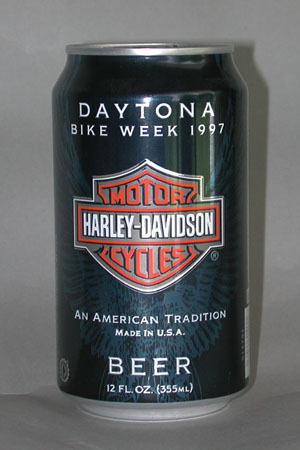 DAYTONA
BIKE WEEK 1997
MOTOR
HARLEY-DAVIDSON
CYCLES
®
AN AMERICAN TRADITION
MADE IN U.S.A.
BEER
12 FL. OZ. (355ML)